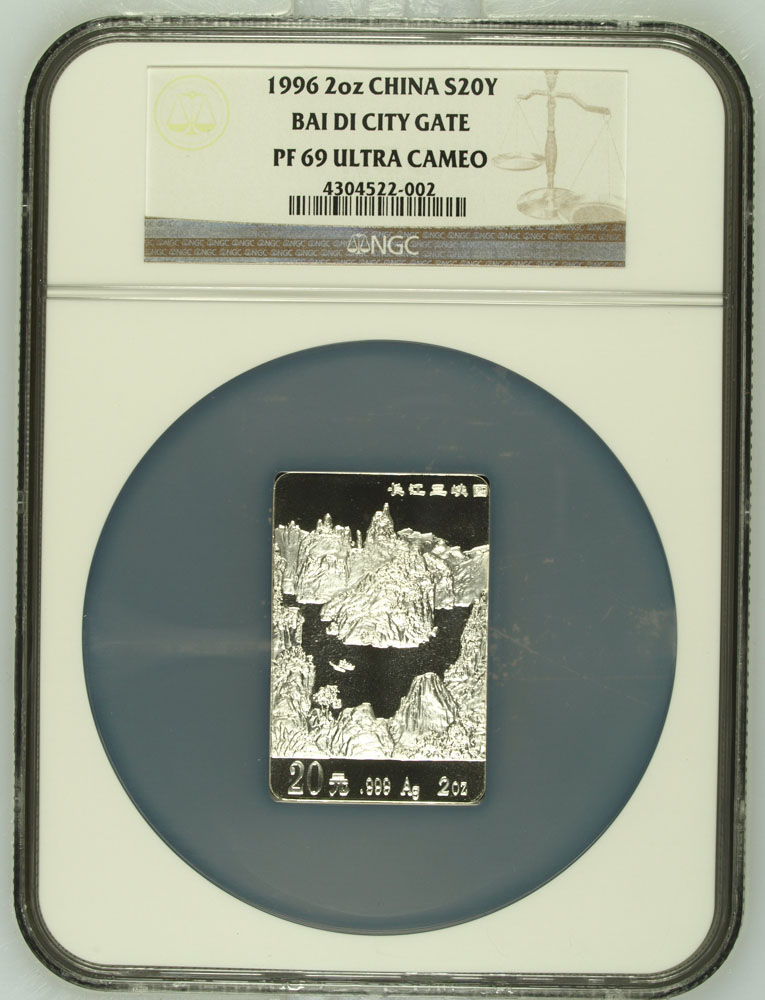 1996 2oz CHINA S20Y
BAI DI CITY GATE
PF 69 ULTRA CAMEO
4304522-002
NGC
长江三峡图
20元 .999 Ag 2oz